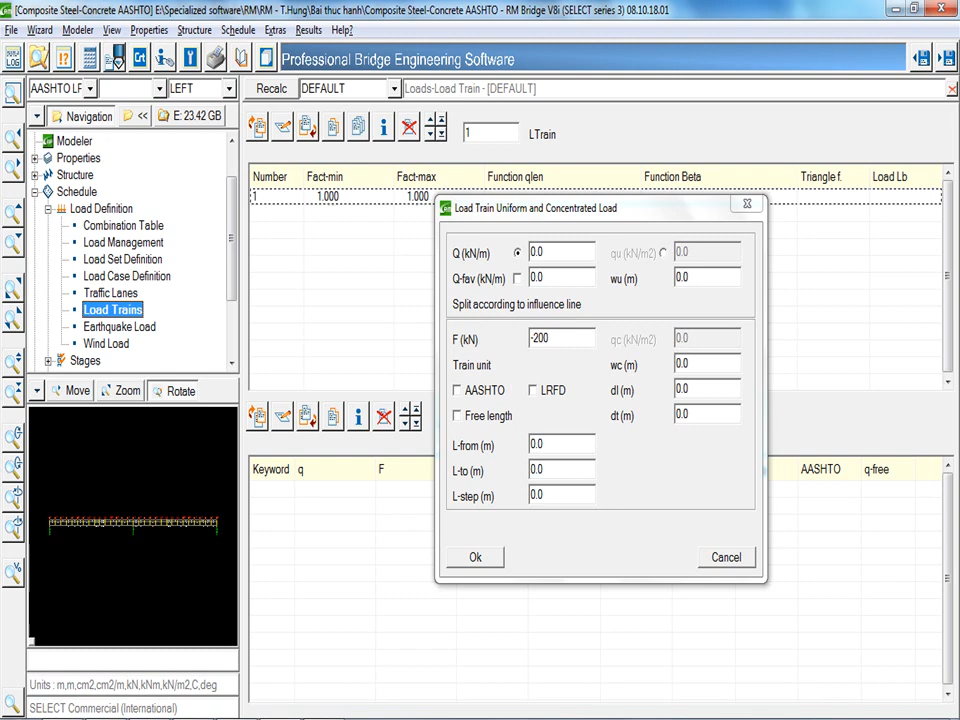 [Composite Steel-Concrete AASHTO] E:\Specialized software\RM\RM - T.Hung\Bai thuc hanh\Composite Steel-Concrete AASHTO - RM Bridge V8i (SELECT series 3) 08.10.18.01
File Wizard Modeler View Properties Structure Schedule Extras Results Help?
Professional Bridge Engineering Software
AASHTO LF LEFT Recalc DEFAULT Loads-Load Train - [DEFAULT]
Navigation << E: 23.42 GB
1 LTrain
Modeler
Properties
Structure
Schedule
Load Definition
Combination Table
Load Management
Load Set Definition
Load Case Definition
Traffic Lanes
Load Trains
Earthquake Load
Wind Load
Stages
Move Zoom Rotate
Units : m,m,cm2,cm2/m,kN,kNm,kN/m2,C,deg
SELECT Commercial (International)
Number Fact-min Fact-max Function qlen Function Beta Triangle f. Load Lb
1 1.000 1.000
Load Train Uniform and Concentrated Load
Q (kN/m) 0.0 qu (kN/m2) 0.0
Q-fav (kN/m) 0.0 wu (m) 0.0
Split according to influence line
F (kN) -200 qc (kN/m2) 0.0
Train unit wc (m) 0.0
AASHTO LRFD dl (m) 0.0
Free length dt (m) 0.0
L-from (m) 0.0
L-to (m) 0.0
L-step (m) 0.0
Ok Cancel
Keyword q F AASHTO q-free